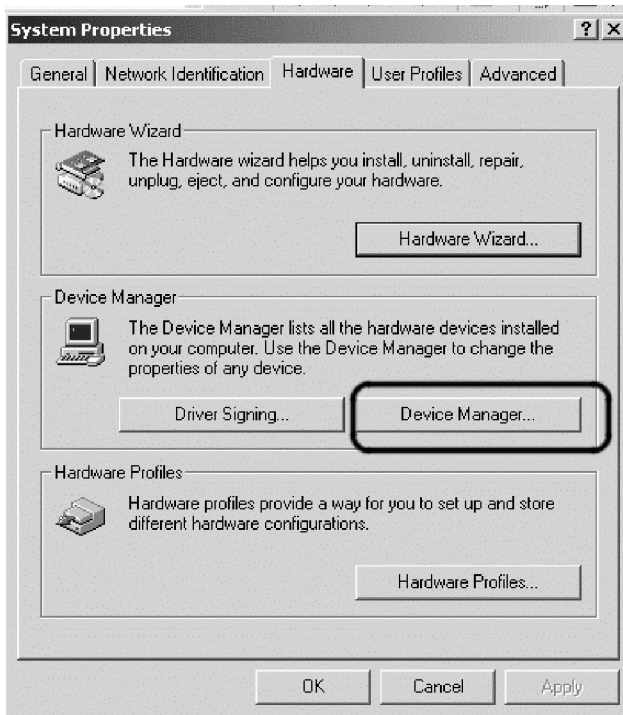 System Properties
General Network Identification Hardware User Profiles Advanced
Hardware Wizard
The Hardware wizard helps you install, uninstall, repair,
unplug, eject, and configure your hardware.
Hardware Wizard...
Device Manager
The Device Manager lists all the hardware devices installed
on your computer. Use the Device Manager to change the
properties of any device.
Driver Signing... Device Manager...
Hardware Profiles
Hardware profiles provide a way for you to set up and store
different hardware configurations.
Hardware Profiles...
OK Cancel Apply